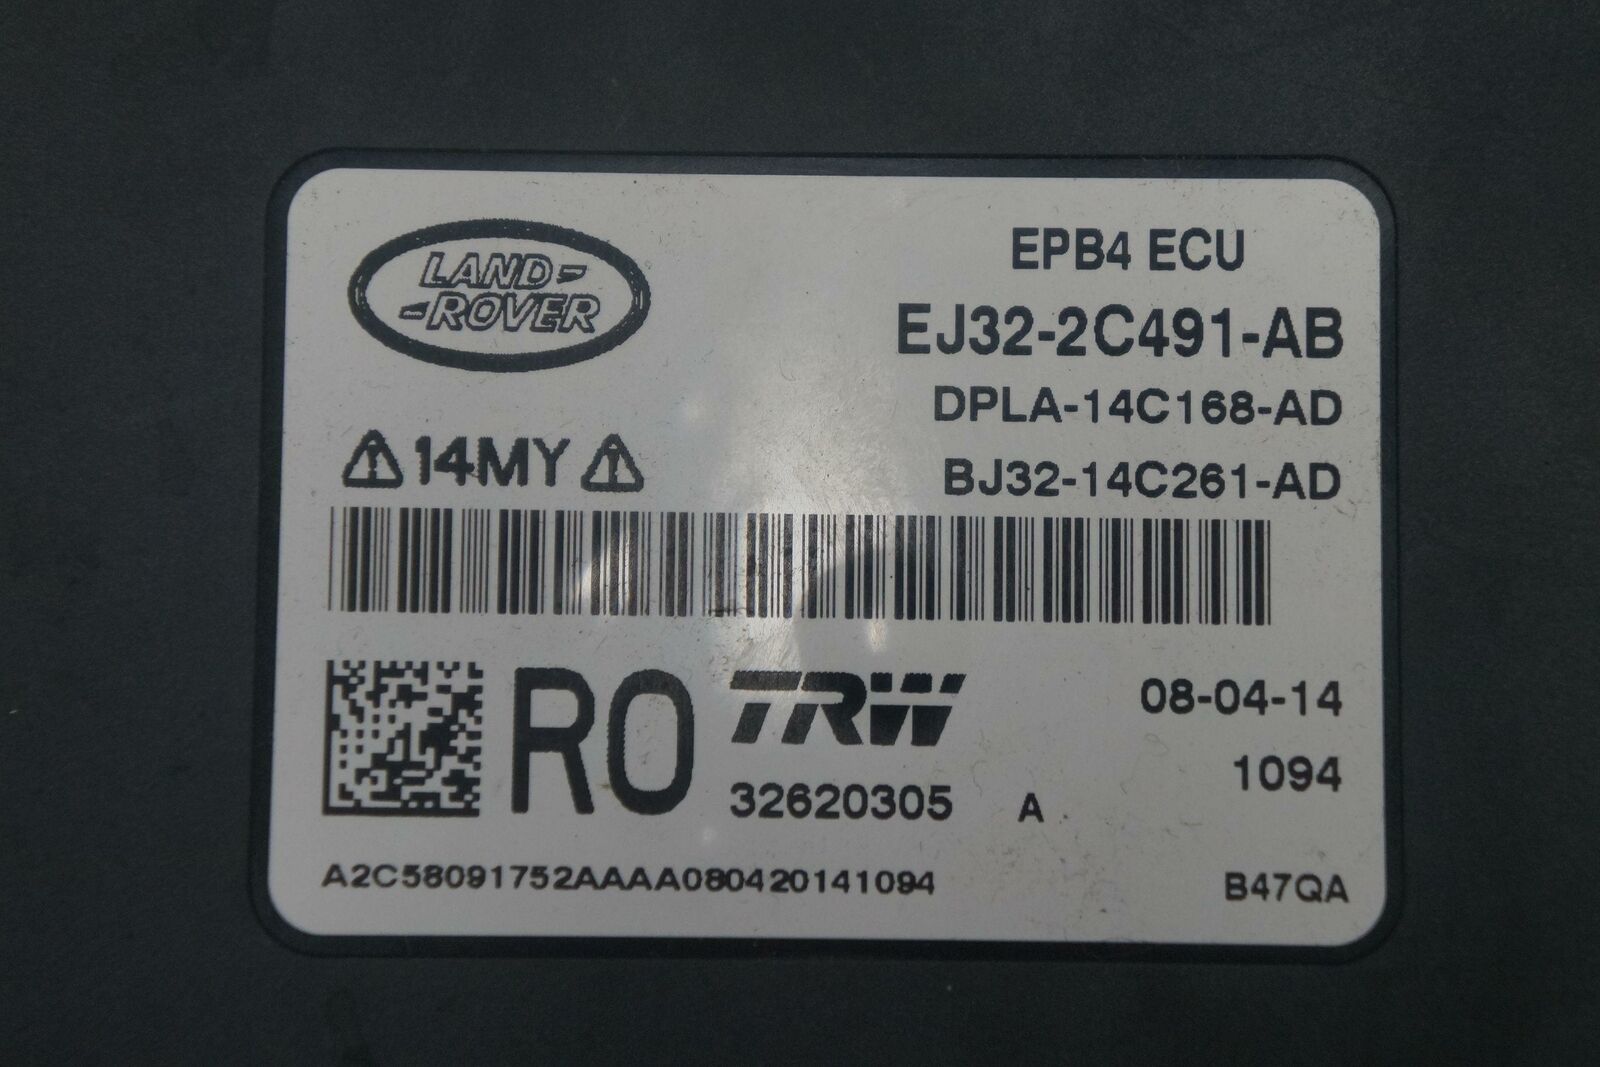 LAND-
-ROVER
EPB4 ECU
EJ32-2C491-AB
DPLA-14C168-AD
14MY
BJ32-14C261-AD
RO
TRW
32620305 A
08-04-14
1094
A2C58091752AAAA080420141094
B47QA